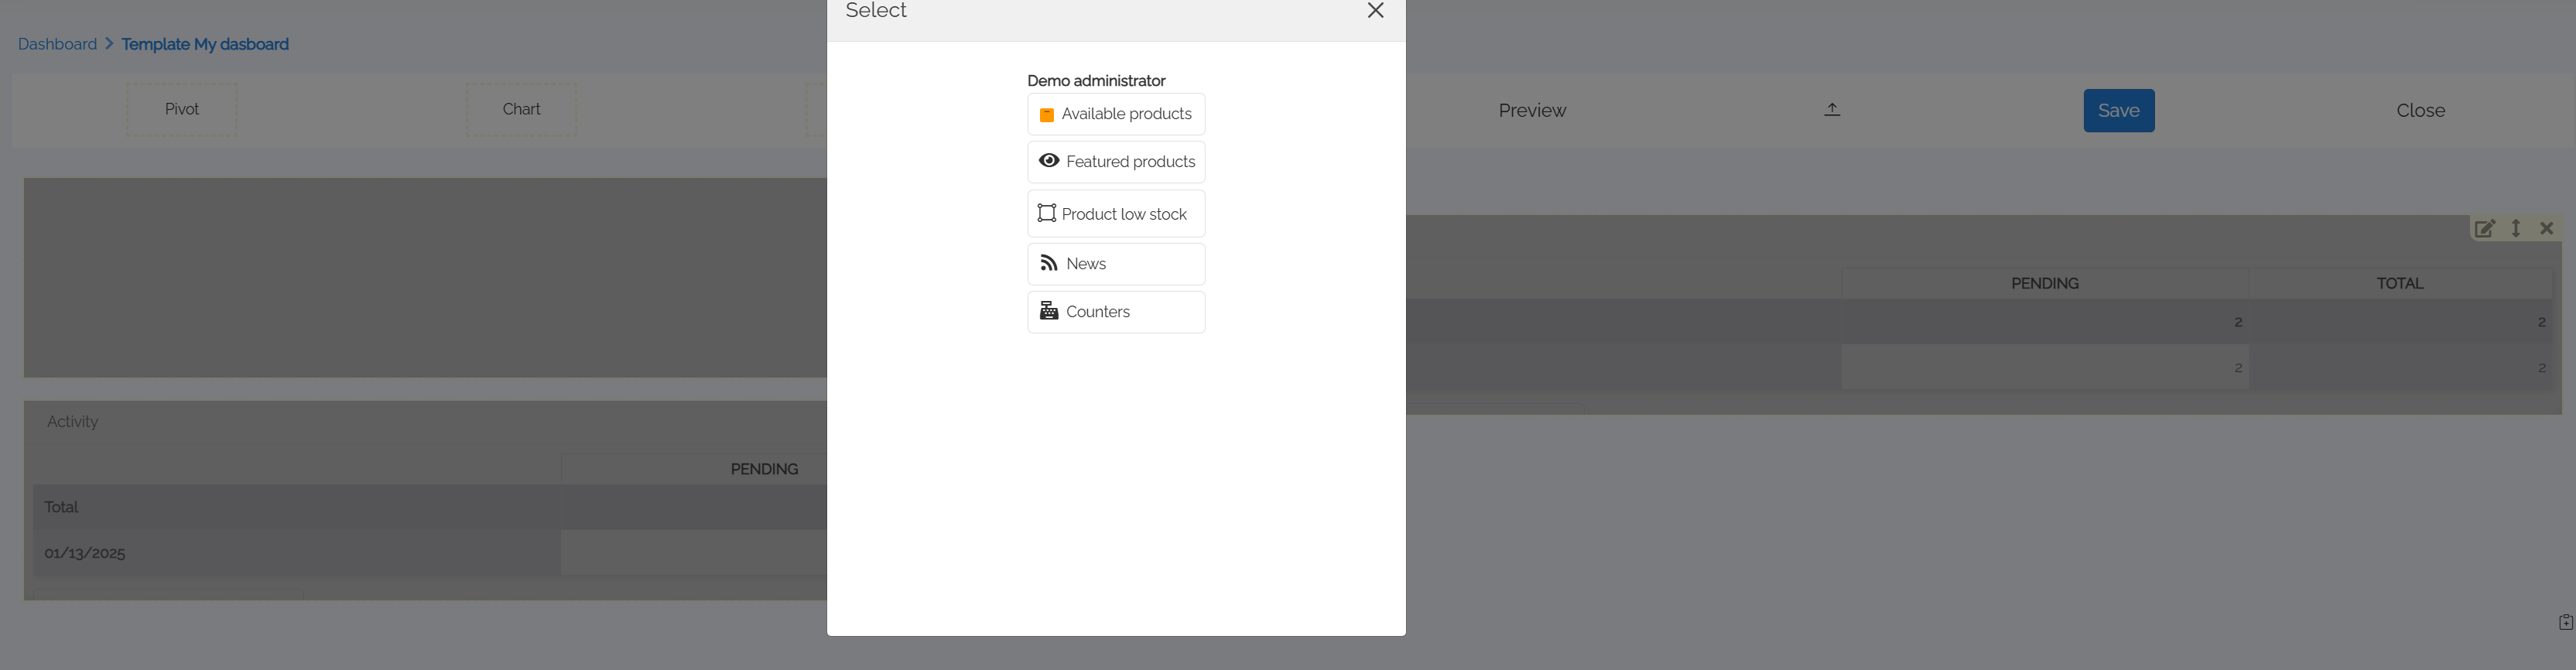 Select
Dashboard
Template My dasboard
Pivot
Chart
Preview
Save
Close
Demo administrator
Available products
Featured products
Product low stock
News
Counters
PENDING TOTAL
2 2
2 2
Activity
PENDING
Total
01/13/2025